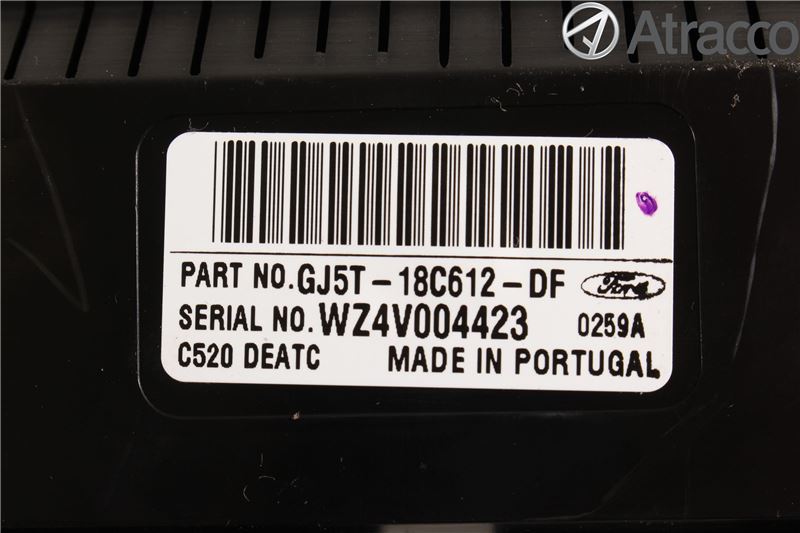 Atracco
PART NO.GJ5T-18C612-DF Ford
SERIAL NO.WZ4V004423 0259A
C520 DEATC MADE IN PORTUGAL